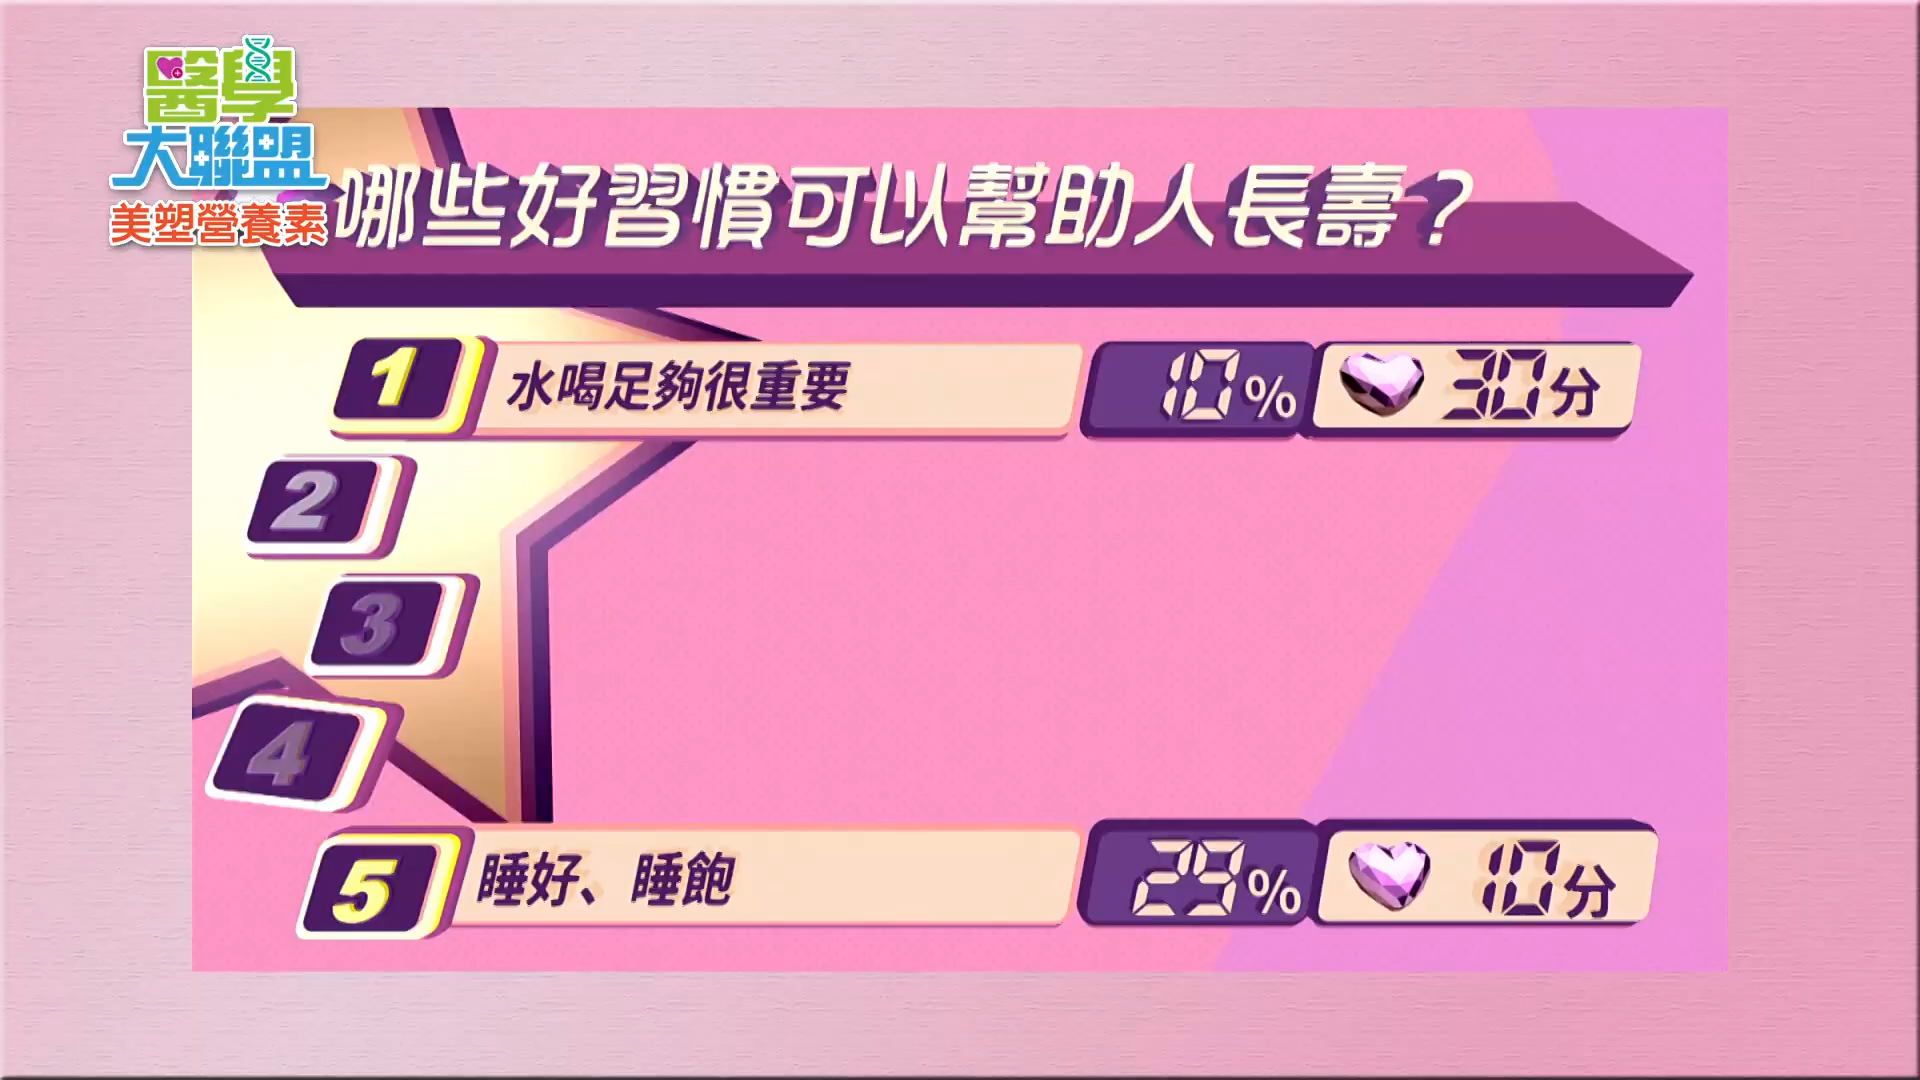 醫學
大聯盟
美塑營養素
哪些好習慣可以幫助人長壽？
1 水喝足夠很重要 10% 30分
2
3
4
5 睡好、睡飽 29% 10分